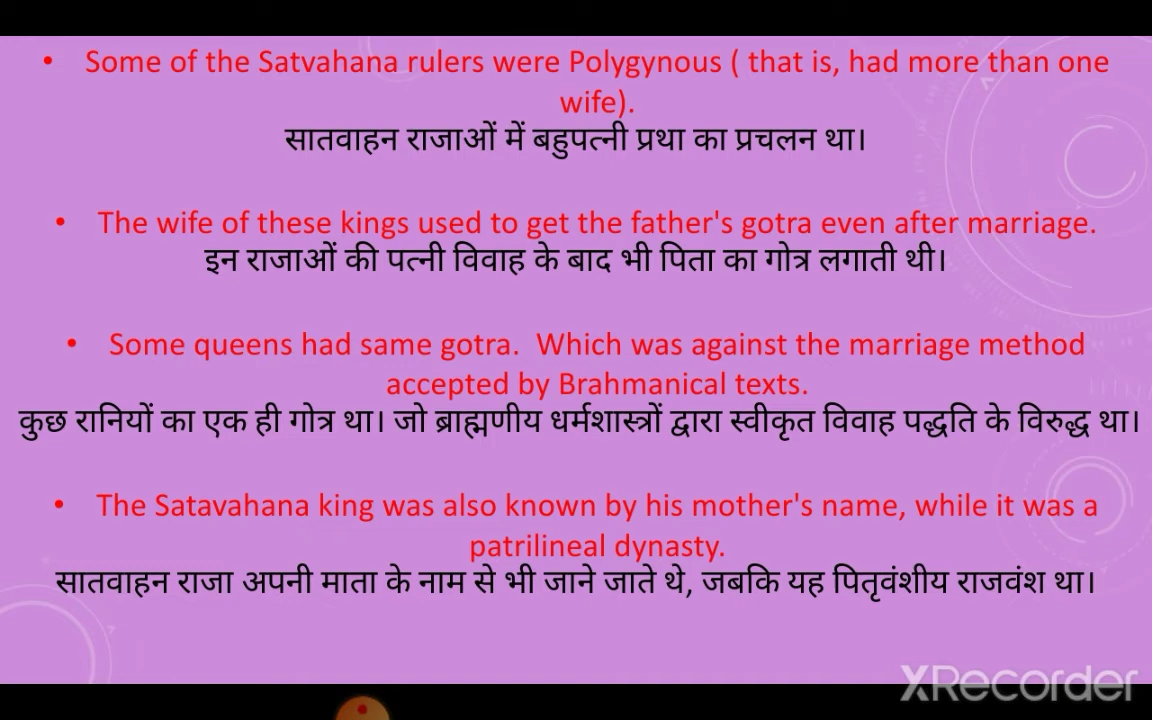 • Some of the Satvahana rulers were Polygynous ( that is, had more than one
wife).
सातवाहन राजाओं में बहुपत्नी प्रथा का प्रचलन था।
• The wife of these kings used to get the father's gotra even after marriage.
इन राजाओं की पत्नी विवाह के बाद भी पिता का गोत्र लगाती थी।
• Some queens had same gotra. Which was against the marriage method
accepted by Brahmanical texts.
कुछ रानियों का एक ही गोत्र था। जो ब्राह्मणीय धर्मशास्त्रों द्वारा स्वीकृत विवाह पद्धति के विरुद्ध था।
• The Satavahana king was also known by his mother's name, while it was a
patrilineal dynasty.
सातवाहन राजा अपनी माता के नाम से भी जाने जाते थे, जबकि यह पितृवंशीय राजवंश था।
XRecorder